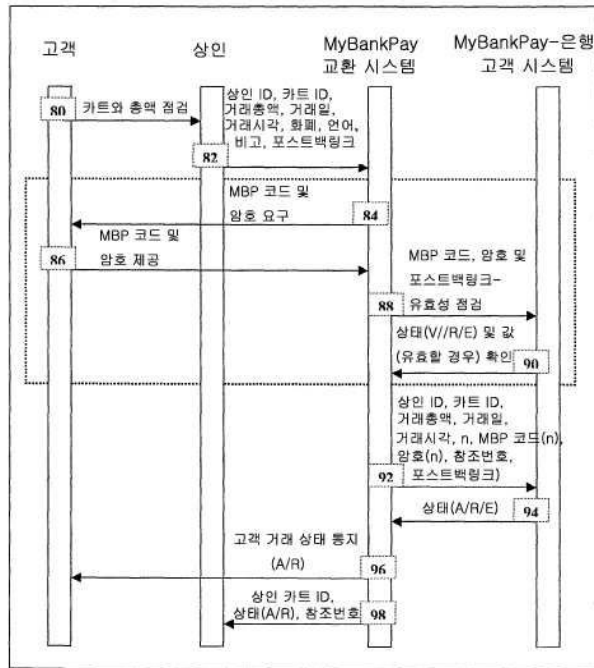 고객
상인
MyBankPay
교환 시스템
MyBankPay-은행
고객 시스템
80
카트와 총액 점검
상인 ID, 카트 ID,
거래총액, 거래일,
거래시각, 화폐, 언어,
비고, 포스트백링크
82
MBP 코드 및
암호 요구
84
86
MBP 코드 및
암호 제공
MBP 코드, 암호 및
포스트백링크-
유효성 점검
88
상태(V//R/E) 및 값
(유효할 경우) 확인
90
상인 ID, 카트 ID,
거래총액, 거래일,
거래시각, n, MBP 코드(n),
암호(n), 참조번호,
포스트백링크)
92
상태(A/R/E)
94
고객 거래 상태 통지
(A/R)
96
상인 카트 ID,
상태(A/R), 참조번호
98